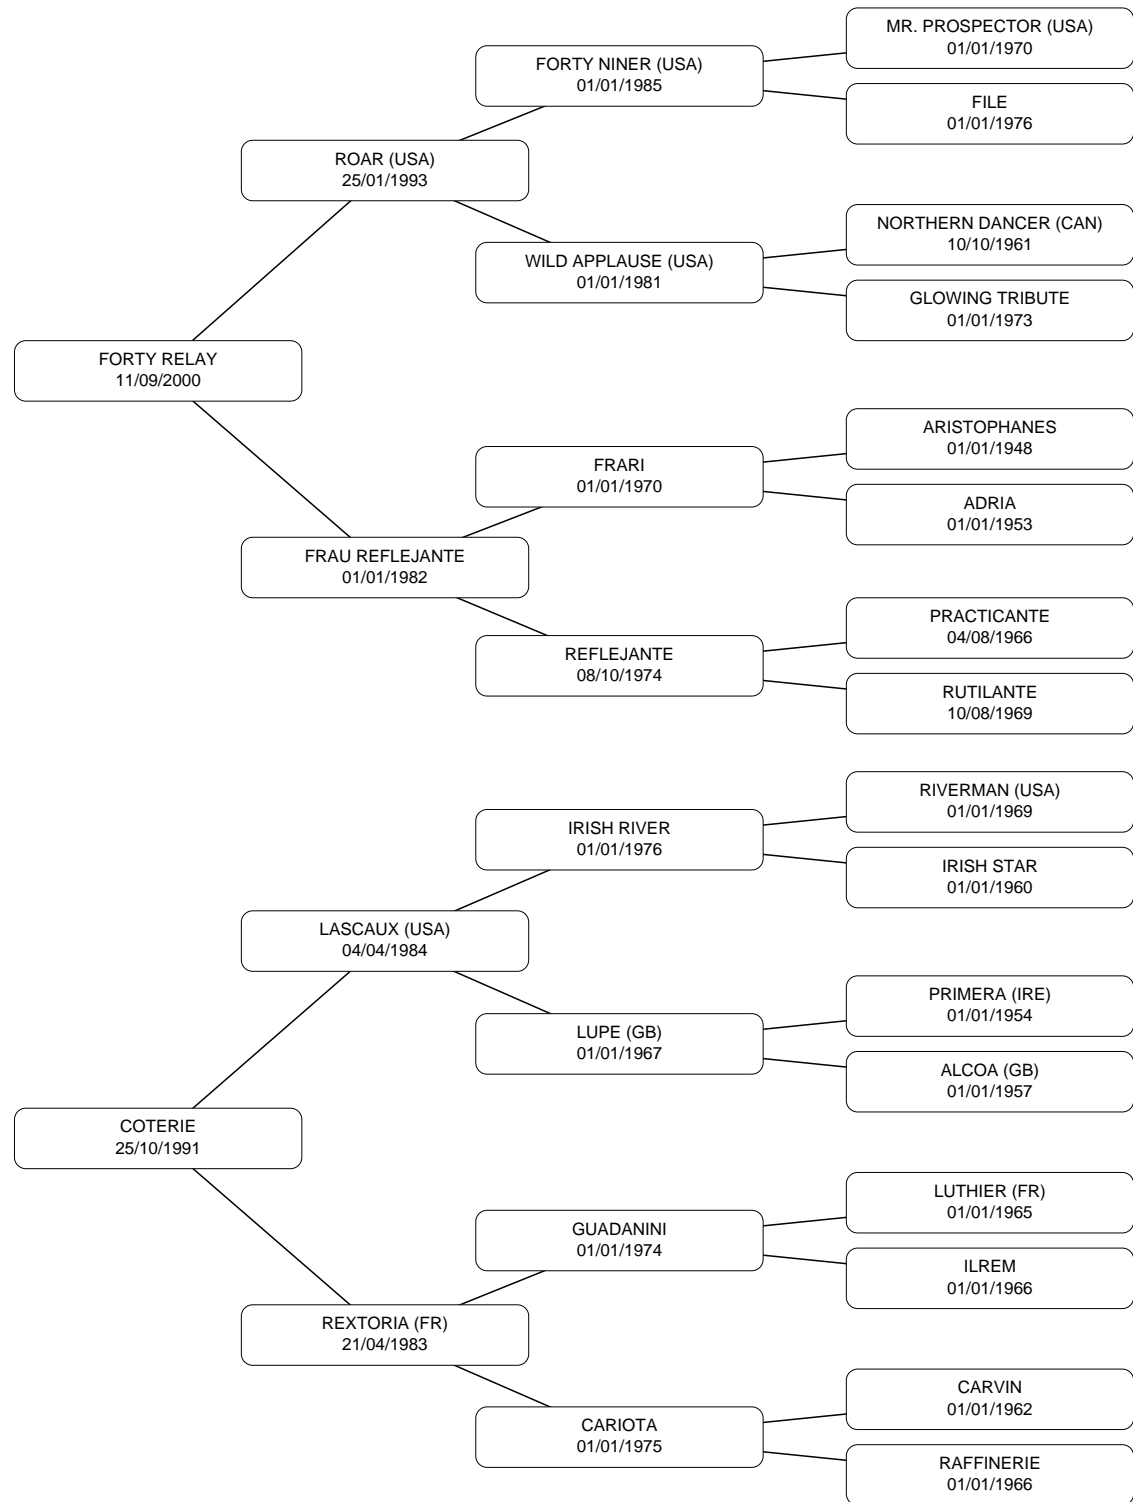 MR. PROSPECTOR (USA)
01/01/1970
FORTY NINER (USA)
01/01/1985
FILE
01/01/1976
ROAR (USA)
25/01/1993
NORTHERN DANCER (CAN)
10/10/1961
WILD APPLAUSE (USA)
01/01/1981
GLOWING TRIBUTE
01/01/1973
FORTY RELAY
11/09/2000
ARISTOPHANES
01/01/1948
FRARI
01/01/1970
ADRIA
01/01/1953
FRAU REFLEJANTE
01/01/1982
PRACTICANTE
04/08/1966
REFLEJANTE
08/10/1974
RUTILANTE
10/08/1969
RIVERMAN (USA)
01/01/1969
IRISH RIVER
01/01/1976
IRISH STAR
01/01/1960
LASCAUX (USA)
04/04/1984
PRIMERA (IRE)
01/01/1954
LUPE (GB)
01/01/1967
ALCOA (GB)
01/01/1957
COTERIE
25/10/1991
LUTHIER (FR)
01/01/1965
GUADANINI
01/01/1974
ILREM
01/01/1966
REXTORIA (FR)
21/04/1983
CARVIN
01/01/1962
CARIOTA
01/01/1975
RAFFINERIE
01/01/1966